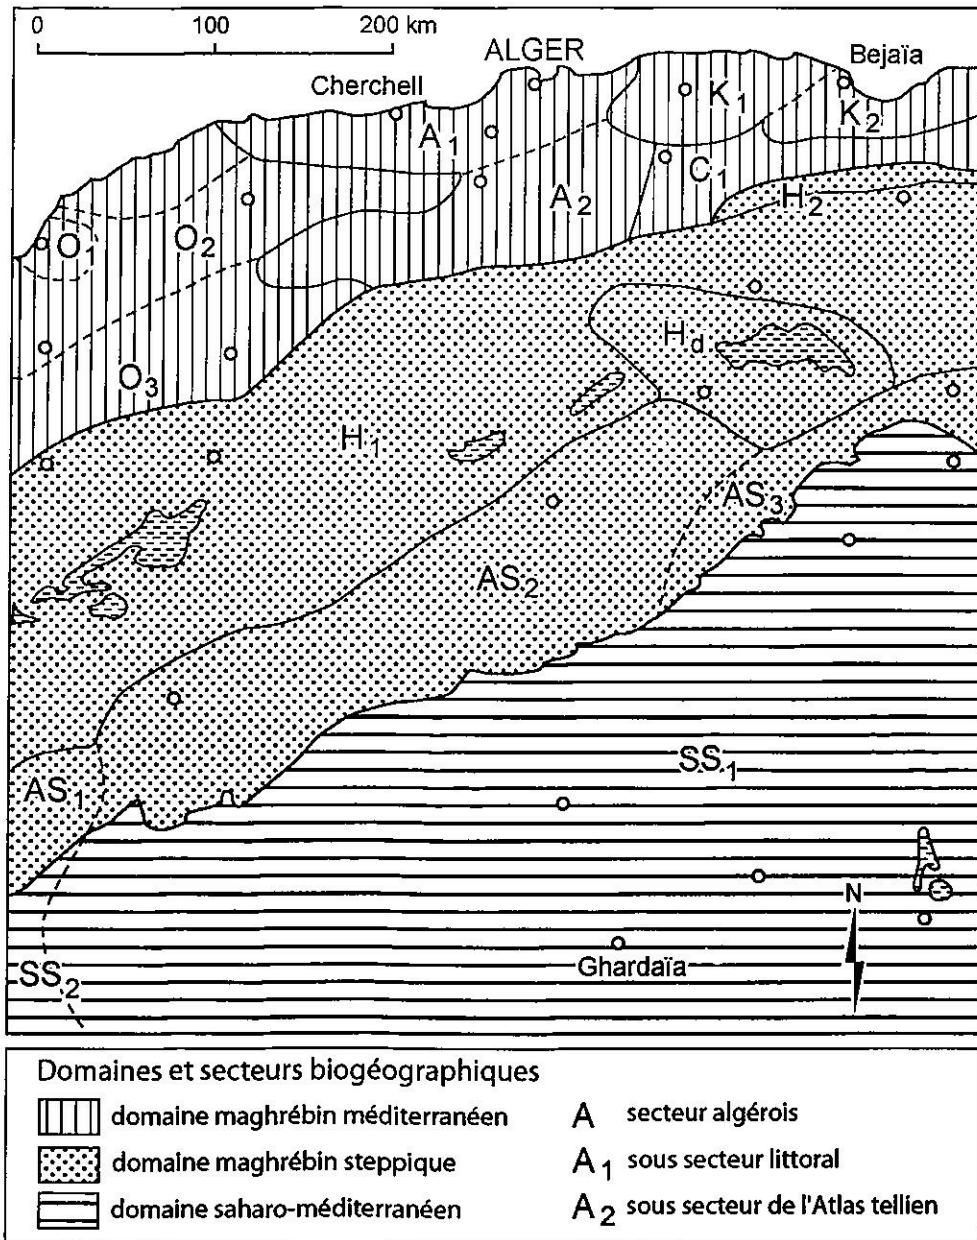 0 100 200 km
ALGER
Bejaïa
Cherchell
K1
K2
A1
C1
A2
H2
O2
O1
Hd
O3
H1
AS3
AS2
SS1
AS1
N
Ghardaïa
SS2
Domaines et secteurs biogéographiques
domaine maghrébin méditerranéen
domaine maghrébin steppique
domaine saharo-méditerranéen
A secteur algérois
A1 sous secteur littoral
A2 sous secteur de l'Atlas tellien